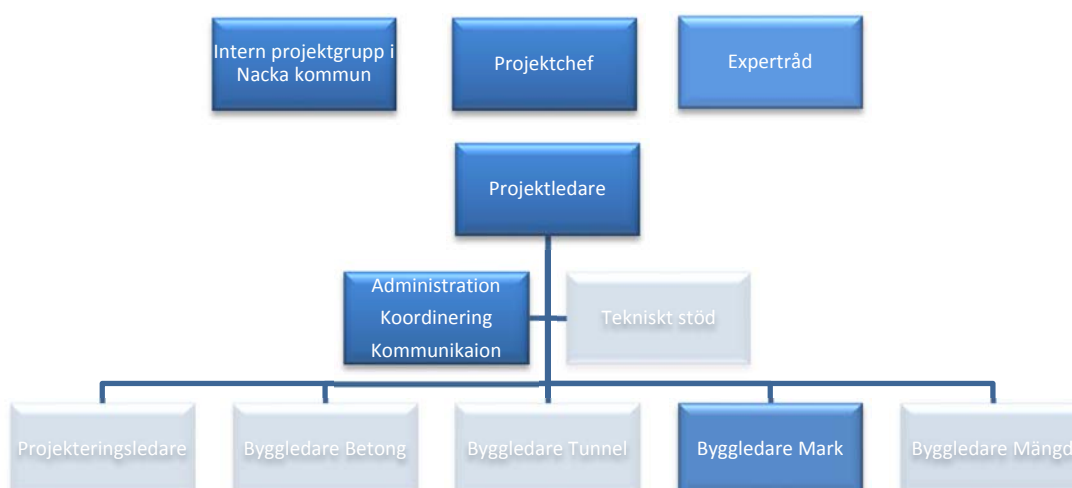 Intern projektgrupp i
Nacka kommun
Projektchef
Expertråd
Projektledare
Administration
Koordinering
Kommunikaion
Tekniskt stöd
Projekteringsledare
Byggledare Betong
Byggledare Tunnel
Byggledare Mark
Byggledare Mängd